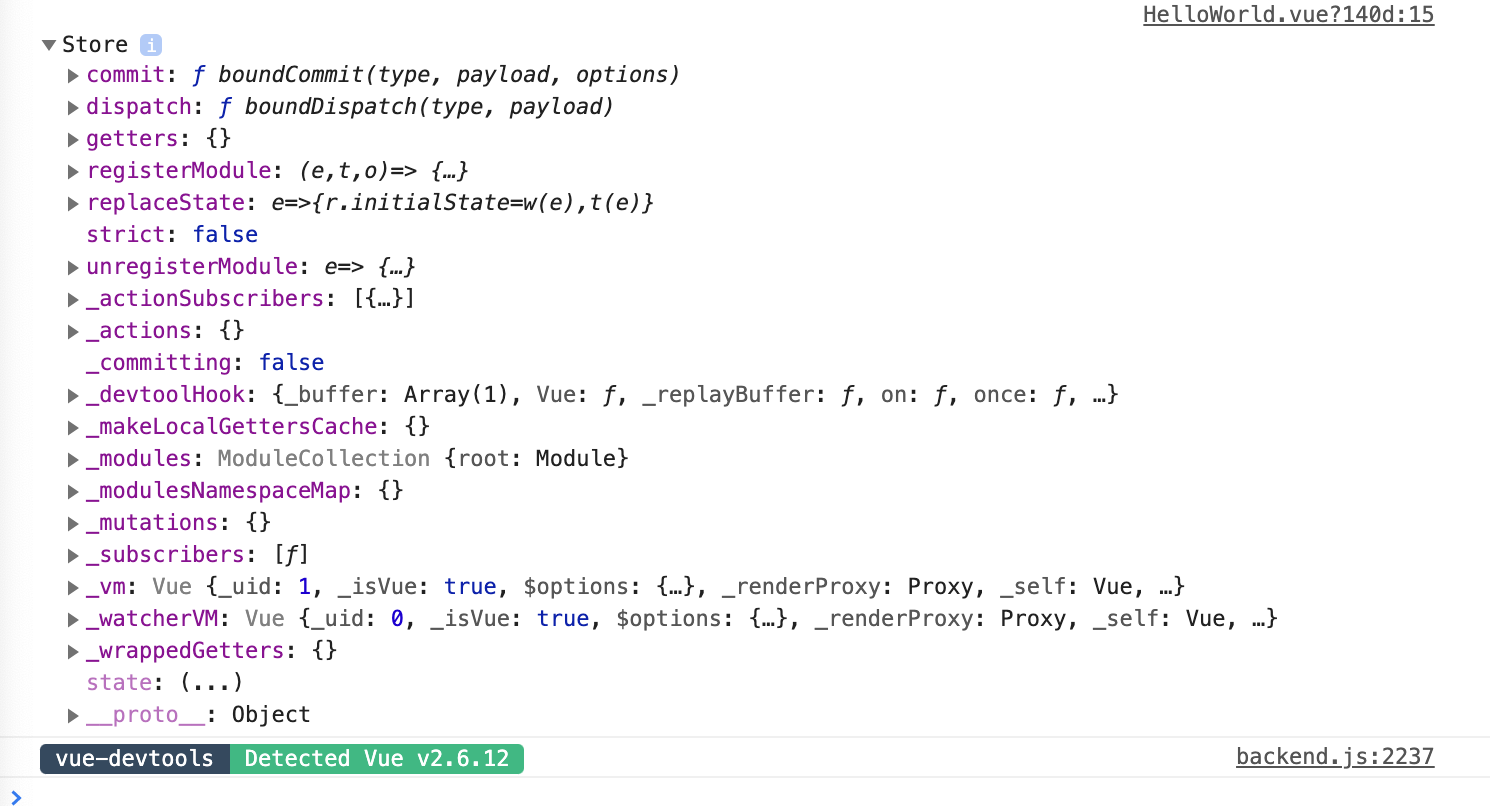 HelloWorld.vue?140d:15
▼Store i
▶commit: ƒ boundCommit(type, payload, options)
▶dispatch: ƒ boundDispatch(type, payload)
▶getters: {}
▶registerModule: (e,t,o)=> {…}
▶replaceState: e=>{r.initialState=w(e),t(e)}
strict: false
▶unregisterModule: e=> {…}
▶_actionSubscribers: [{…}]
▶_actions: {}
_committing: false
▶_devtoolHook: {_buffer: Array(1), Vue: ƒ, _replayBuffer: ƒ, on: ƒ, once: ƒ, …}
▶_makeLocalGettersCache: {}
▶_modules: ModuleCollection {root: Module}
▶_modulesNamespaceMap: {}
▶_mutations: {}
▶_subscribers: [ƒ]
▶_vm: Vue {_uid: 1, _isVue: true, $options: {…}, _renderProxy: Proxy, _self: Vue, …}
▶_watcherVM: Vue {_uid: 0, _isVue: true, $options: {…}, _renderProxy: Proxy, _self: Vue, …}
▶_wrappedGetters: {}
state: (...)
▶__proto__: Object
vue-devtools Detected Vue v2.6.12 backend.js:2237
>